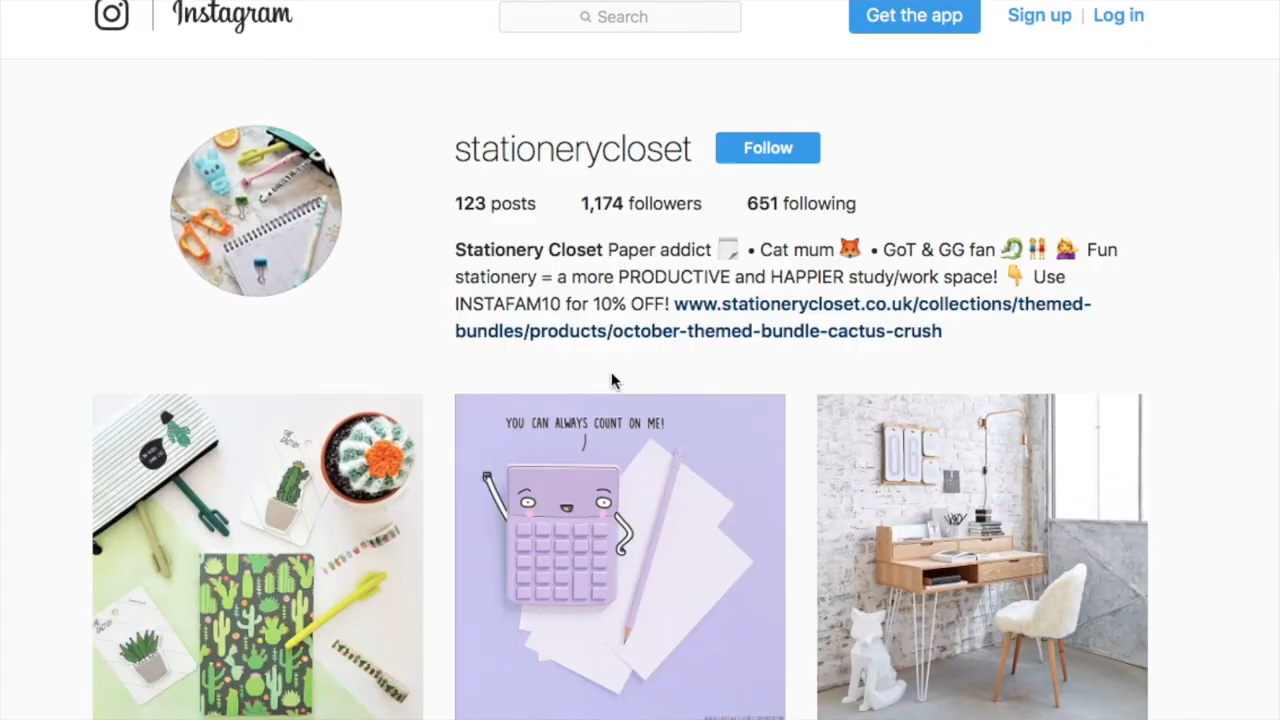 Instagram
Search
Get the app
Sign up | Log in
stationerycloset
Follow
123 posts 1,174 followers 651 following
Stationery Closet Paper addict • Cat mum 🦊 • GoT & GG fan 🐉👭 💁‍♀️ Fun
stationery = a more PRODUCTIVE and HAPPIER study/work space! 👇 Use
INSTAFAM10 for 10% OFF! www.stationerycloset.co.uk/collections/themed-
bundles/products/october-themed-bundle-cactus-crush
YOU CAN ALWAYS COUNT ON ME!